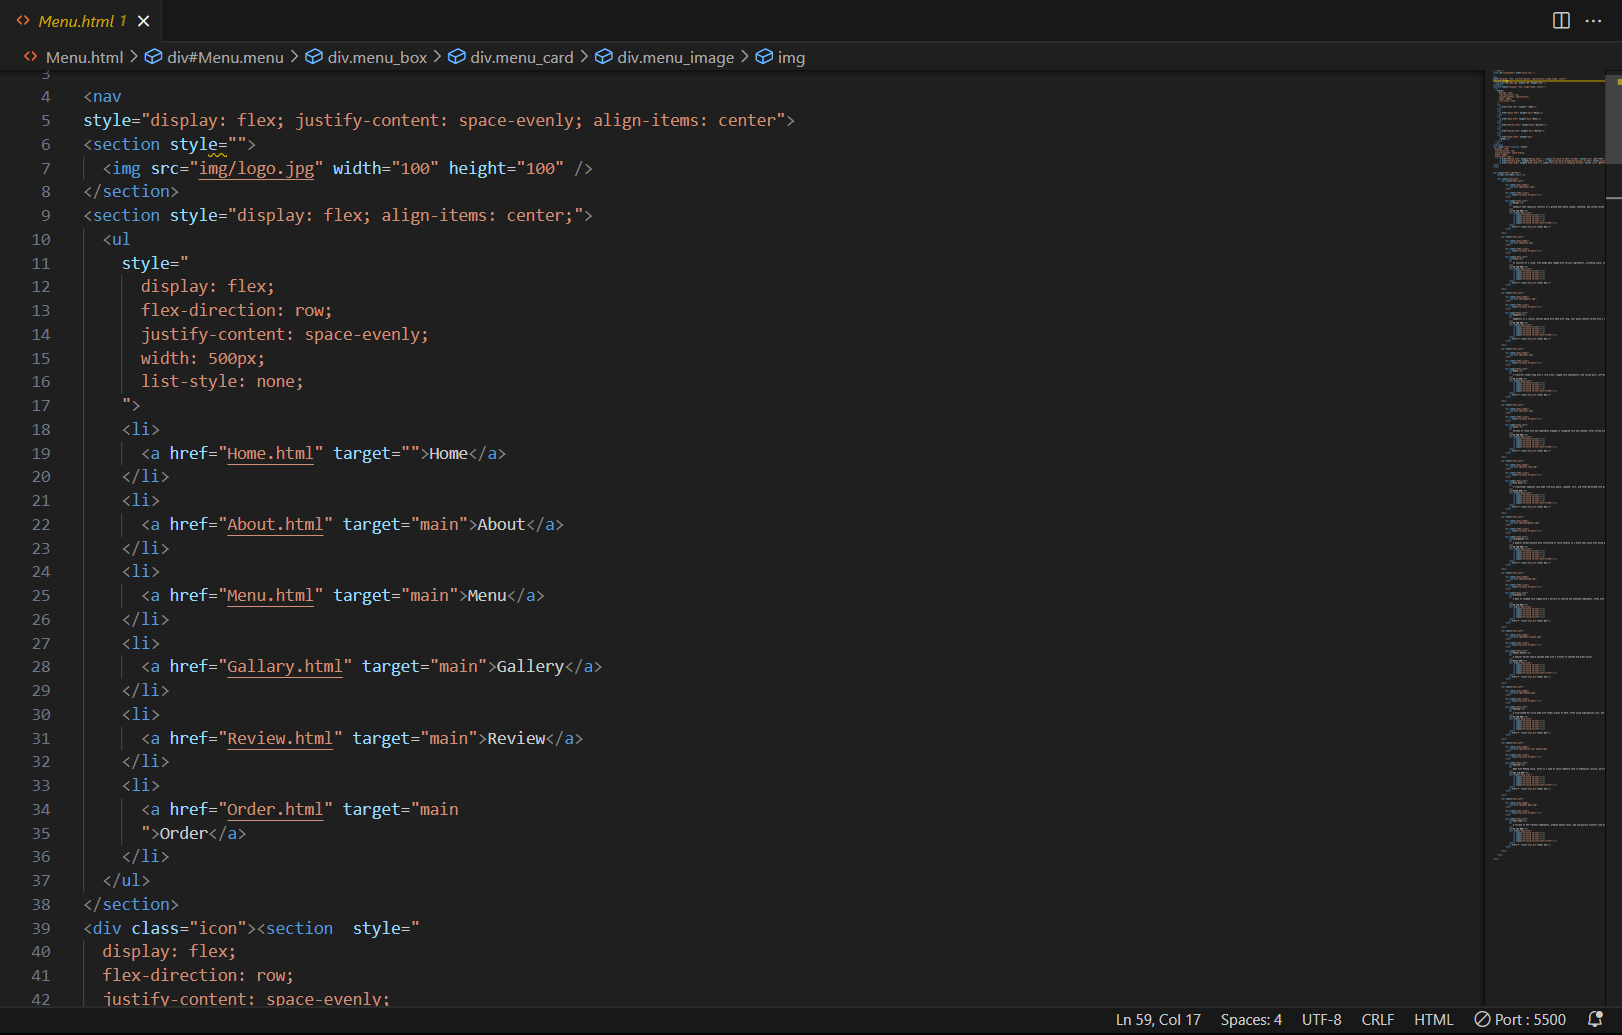 Menu.html 1
Menu.html > div#Menu.menu > div.menu_box > div.menu_card > div.menu_image > img
3
4 <nav
5 style="display: flex; justify-content: space-evenly; align-items: center">
6 <section style="">
7 <img src="img/logo.jpg" width="100" height="100" />
8 </section>
9 <section style="display: flex; align-items: center;">
10 <ul
11 style="
12 display: flex;
13 flex-direction: row;
14 justify-content: space-evenly;
15 width: 500px;
16 list-style: none;
17 ">
18 <li>
19 <a href="Home.html" target="">Home</a>
20 </li>
21 <li>
22 <a href="About.html" target="main">About</a>
23 </li>
24 <li>
25 <a href="Menu.html" target="main">Menu</a>
26 </li>
27 <li>
28 <a href="Gallary.html" target="main">Gallery</a>
29 </li>
30 <li>
31 <a href="Review.html" target="main">Review</a>
32 </li>
33 <li>
34 <a href="Order.html" target="main
35 ">Order</a>
36 </li>
37 </ul>
38 </section>
39 <div class="icon"><section  style="
40 display: flex;
41 flex-direction: row;
42 justify-content: space-evenly;
Ln 59, Col 17 Spaces: 4 UTF-8 CRLF HTML Port : 5500